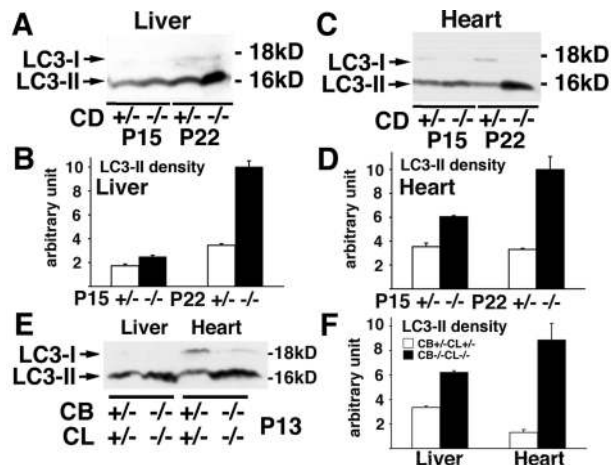 A Liver
LC3-I 18kD
LC3-II 16kD
CD +/- -/- +/- -/-
P15 P22
C Heart
LC3-I 18kD
LC3-II 16kD
CD +/- -/- +/- -/-
P15 P22
B LC3-II density
Liver
arbitrary unit
10
8
6
4
2
P15 +/- -/- P22 +/- -/-
D LC3-II density
Heart
arbitrary unit
10
8
6
4
2
P15 +/- -/- P22 +/- -/-
E Liver Heart
LC3-I -18kD
LC3-II -16kD
CB +/- -/- +/- -/-
CL +/- -/- +/- -/-
P13
F LC3-II density
CB+/-CL+/-
CB-/-CL-/-
arbitrary unit
10
8
6
4
2
Liver Heart